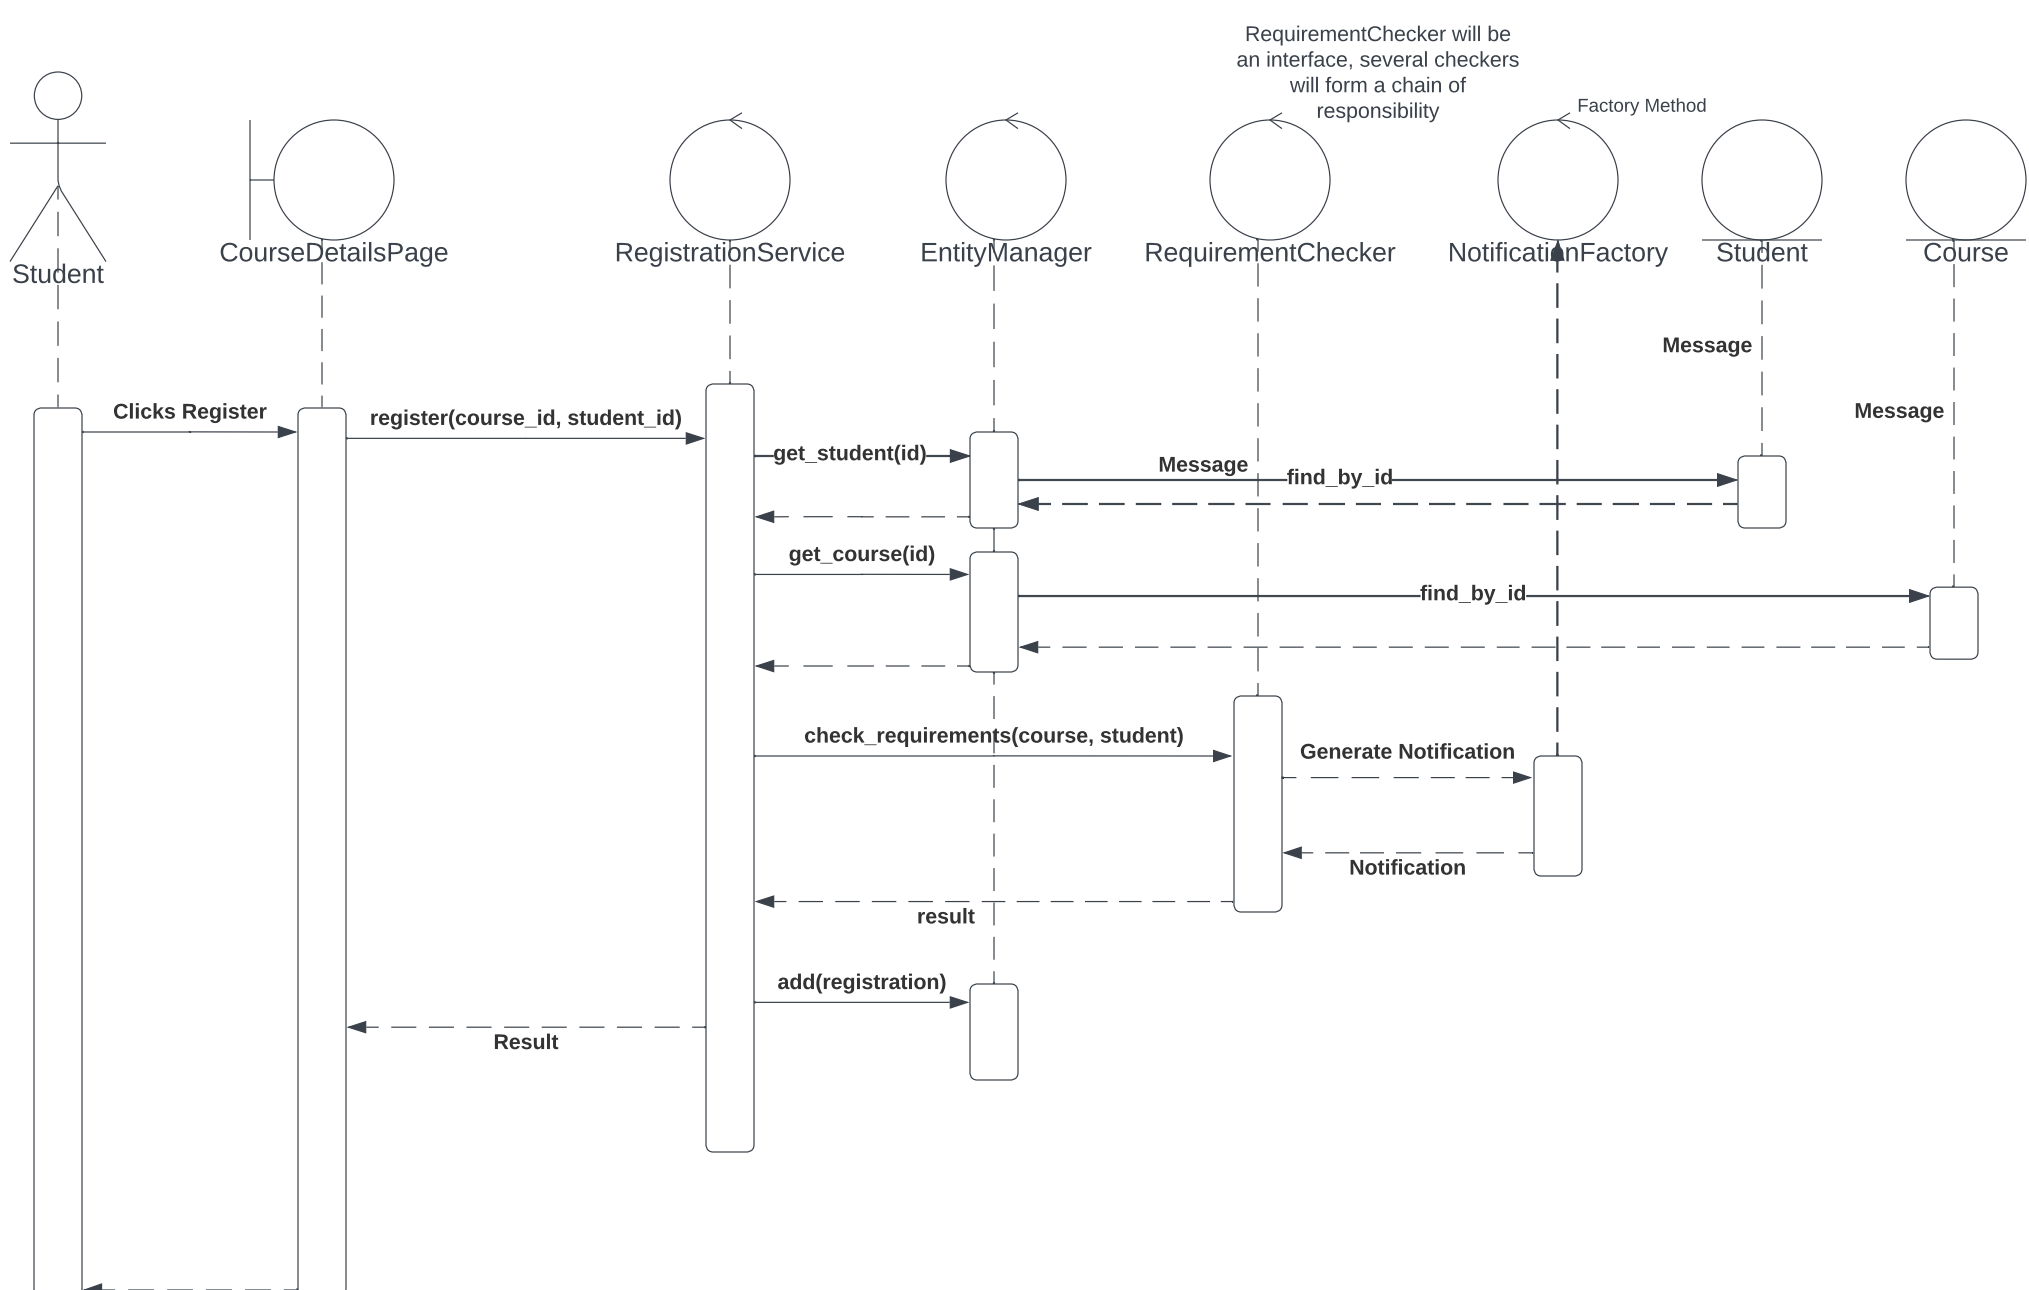 RequirementChecker will be
an interface, several checkers
will form a chain of
responsibility
Factory Method
Student
CourseDetailsPage
RegistrationService
EntityManager
RequirementChecker
NotificationFactory
Student
Course
Message
Message
Clicks Register
register(course_id, student_id)
get_student(id)
Message
find_by_id
get_course(id)
find_by_id
check_requirements(course, student)
Generate Notification
Notification
result
add(registration)
Result